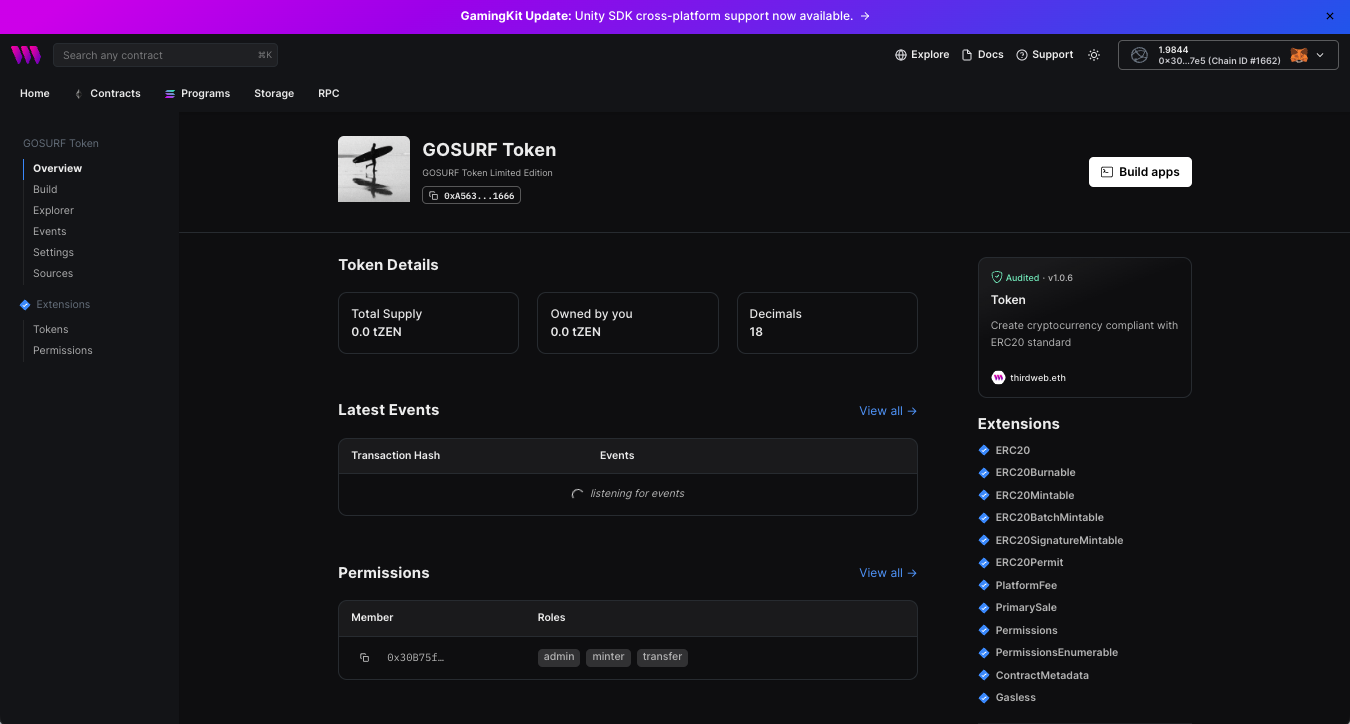 GamingKit Update: Unity SDK cross-platform support now available. →
Search any contract ⌘K
Explore Docs Support
1.9844
0x30...7e5 (Chain ID #1662)
Home Contracts Programs Storage RPC
GOSURF Token
Overview
Build
Explorer
Events
Settings
Sources
Extensions
Tokens
Permissions
GOSURF Token
GOSURF Token Limited Edition
0xA563...1666
Build apps
Token Details
Total Supply
0.0 tZEN
Owned by you
0.0 tZEN
Decimals
18
Latest Events
View all →
Transaction Hash Events
listening for events
Permissions
View all →
Member Roles
0x30B75f… admin minter transfer
Audited · v1.0.6
Token
Create cryptocurrency compliant with
ERC20 standard
thirdweb.eth
Extensions
ERC20
ERC20Burnable
ERC20Mintable
ERC20BatchMintable
ERC20SignatureMintable
ERC20Permit
PlatformFee
PrimarySale
Permissions
PermissionsEnumerable
ContractMetadata
Gasless